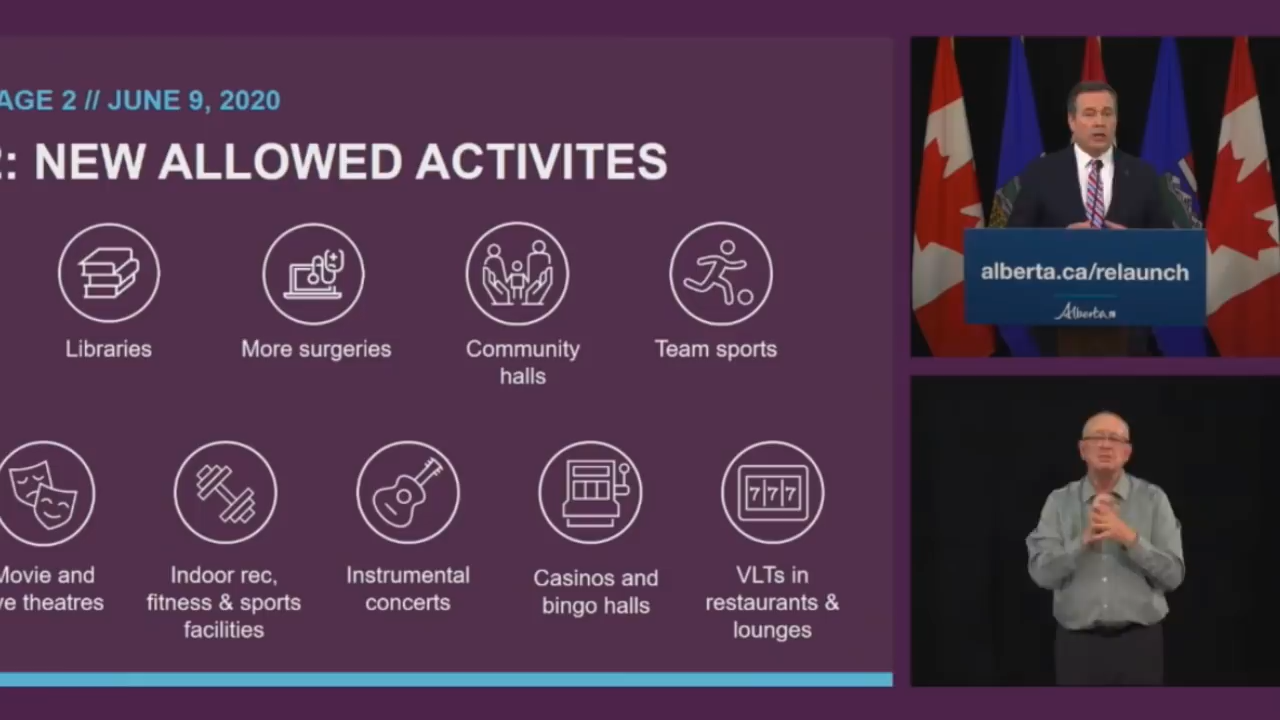 AGE 2 // JUNE 9, 2020
2: NEW ALLOWED ACTIVITES
Libraries
More surgeries
Community
halls
Team sports
Movie and
ve theatres
Indoor rec,
fitness & sports
facilities
Instrumental
concerts
Casinos and
bingo halls
777
VLTs in
restaurants &
lounges
alberta.ca/relaunch
Alberta